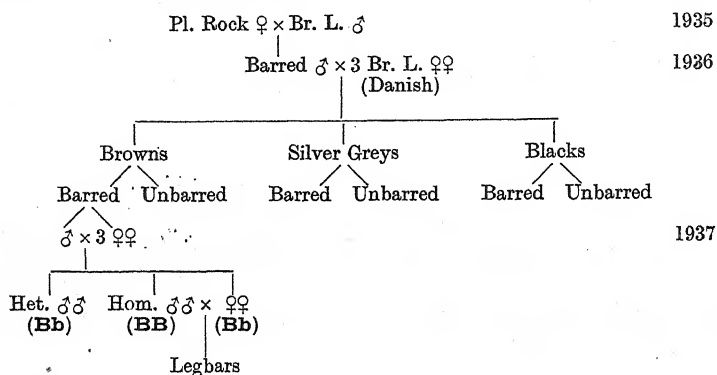 Pl. Rock ♀ × Br. L. ♂ 1935
Barred ♂ × 3 Br. L. ♀♀ 1936
(Danish)
Browns Silver Greys Blacks
Barred Unbarred Barred Unbarred Barred Unbarred
♂ × 3 ♀♀ 1937
Het. ♂♂ Hom. ♂♂ × ♀♀
(Bb) (BB) (Bb)
Legbars